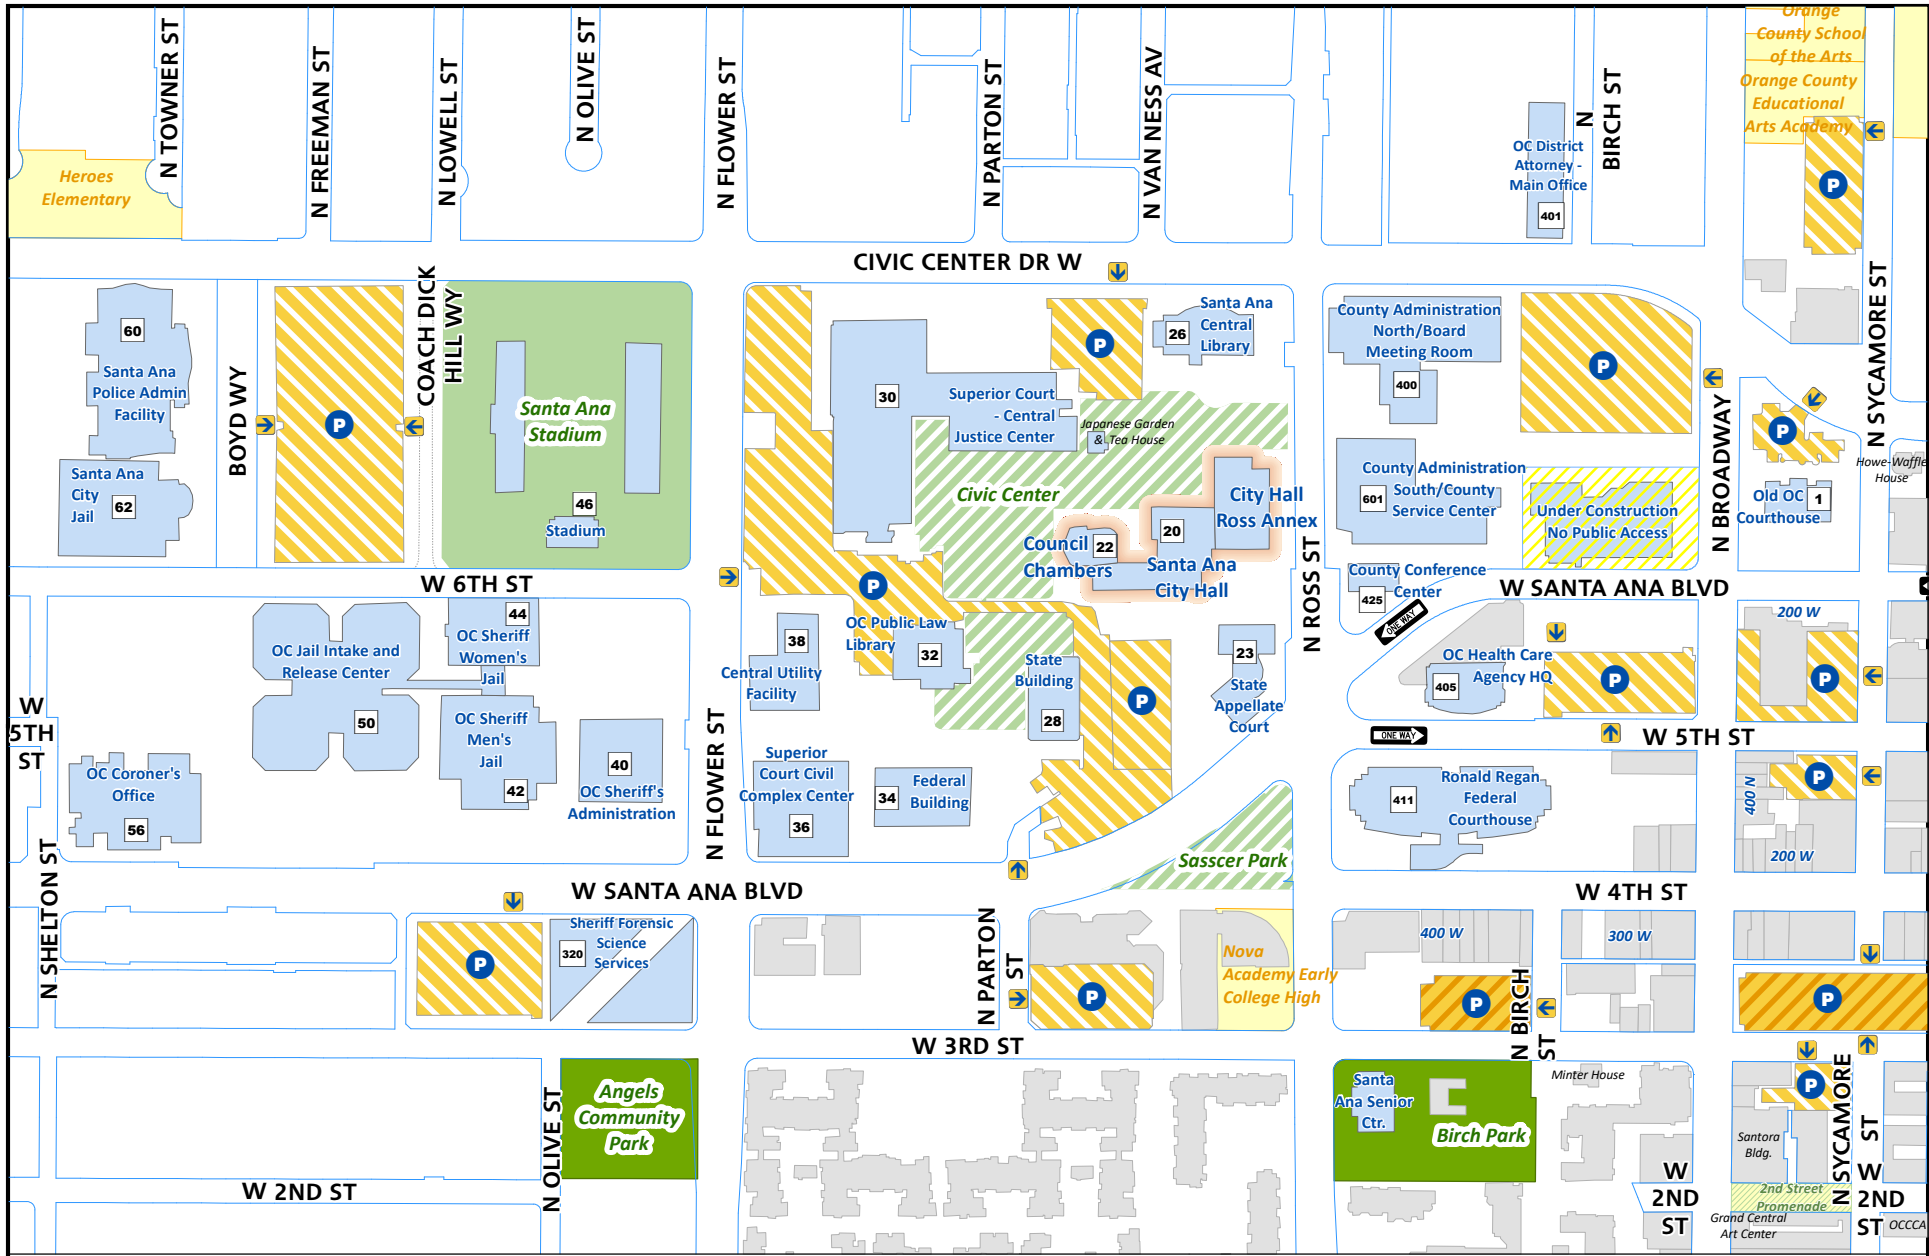 N TOWNER ST
N FREEMAN ST
N LOWELL ST
N OLIVE ST
N FLOWER ST
N PARTON ST
N VAN NESS AV
N
BIRCH ST
Orange
County School
of the Arts
Orange County
Educational
Arts Academy
Heroes
Elementary
OC District
Attorney -
Main Office
401
P
CIVIC CENTER DR W
N SYCAMORE ST
COACH DICK
HILL WY
BOYD WY
60
Santa Ana
Police Admin
Facility
Santa Ana
City
Jail
62
P
Santa Ana
Stadium
46
Stadium
30
Superior Court
- Central
Justice Center
P
26
Santa Ana
Central
Library
Japanese Garden
& Tea House
Civic Center
City Hall
Ross Annex
20
Council
Chambers
22
Santa Ana
City Hall
County Administration
North/Board
Meeting Room
400
P
County Administration
South/County
Service Center
601
Under Construction
No Public Access
N BROADWAY
P
Howe-Waffle
House
Old OC
Courthouse
1
County Conference
Center
425
ONE WAY
N ROSS ST
W 6TH ST
W SANTA ANA BLVD
200 W
44
OC Sheriff
Women's
Jail
OC Jail Intake and
Release Center
50
OC Sheriff
Men's
Jail
42
40
OC Sheriff's
Administration
W
5TH
ST
OC Coroner's
Office
56
N SHELTON ST
N FLOWER ST
P
38
Central Utility
Facility
OC Public Law
Library
32
State
Building
28
P
23
State
Appellate
Court
Superior
Court Civil
Complex Center
36
34
Federal
Building
OC Health Care
Agency HQ
405
P
P
ONE WAY
W 5TH ST
411
Ronald Regan
Federal
Courthouse
P
400 N
200 W
Sasscer Park
W SANTA ANA BLVD
W 4TH ST
P
320
Sheriff Forensic
Science
Services
N PARTON
ST
P
Nova
Academy Early
College High
400 W
300 W
P
N BIRCH
ST
P
W 3RD ST
Angels
Community
Park
N OLIVE ST
W 2ND ST
Santa
Ana Senior
Ctr.
Birch Park
Minter House
P
N SYCAMORE
ST
Santora
Bldg.
W
2ND
ST
2nd Street
Promenade
Grand Central
Art Center
W
2ND
ST
OCCCA